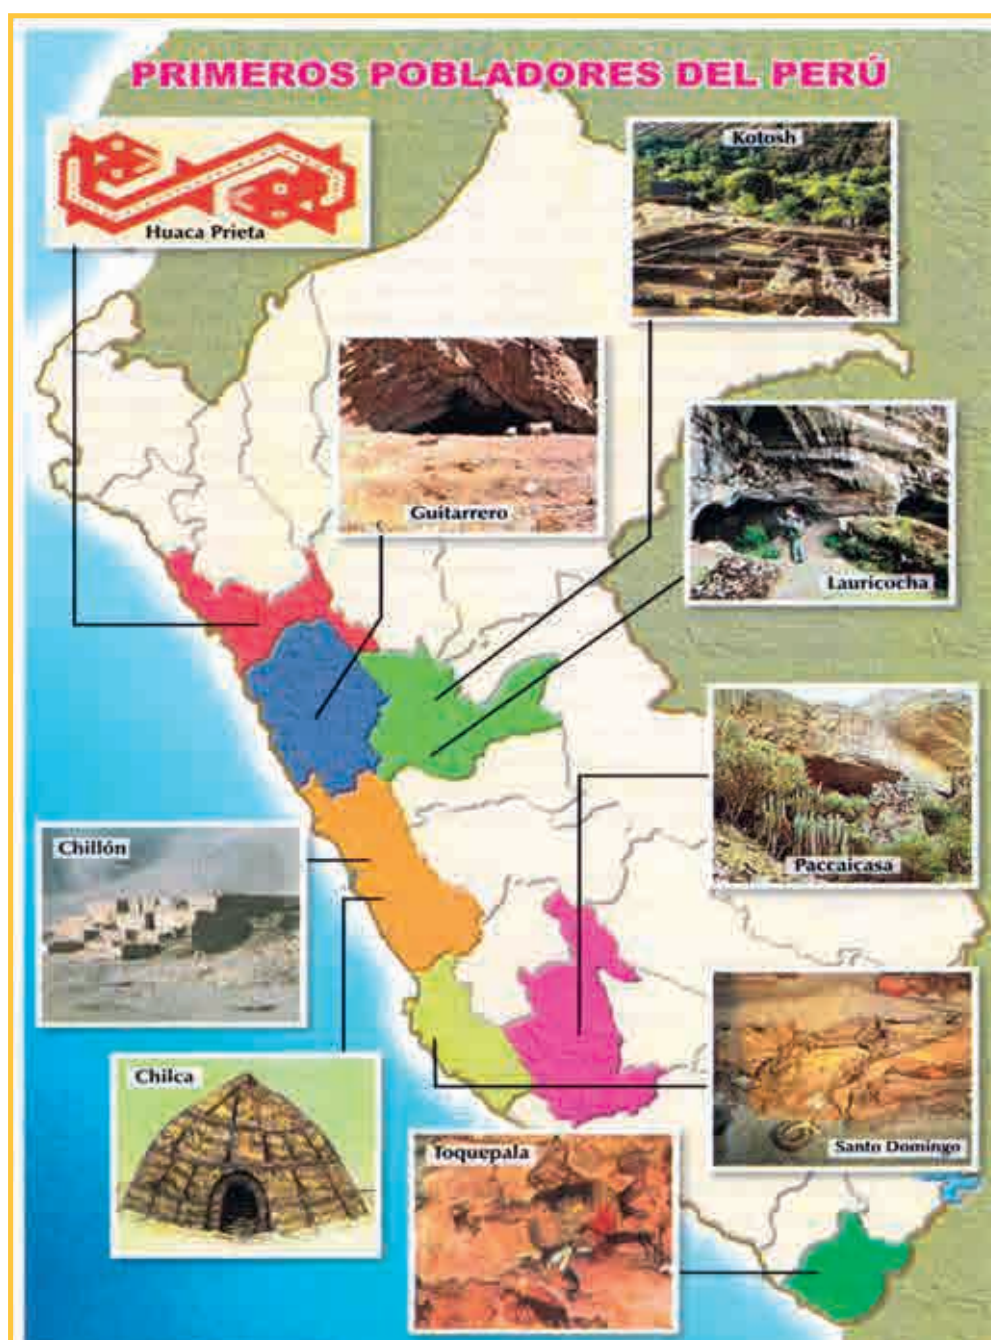 PRIMEROS POBLADORES DEL PERÚ
Huaca Prieta
Kotosh
Guitarrero
Lauricocha
Paccaicasa
Chillón
Santo Domingo
Chilca
Toquepala